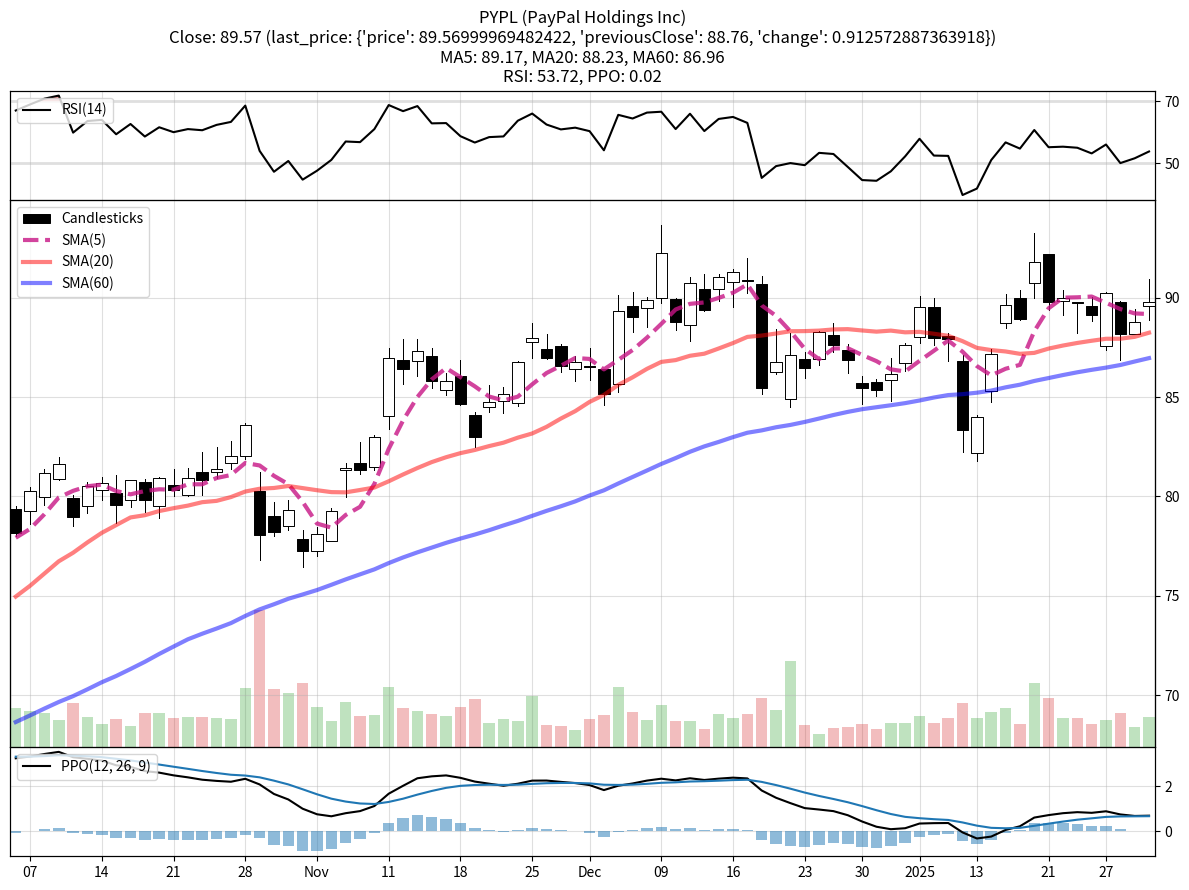 PYPL (PayPal Holdings Inc)
Close: 89.57 (last_price: {'price': 89.56999969482422, 'previousClose': 88.76, 'change': 0.912572887363918})
MA5: 89.17, MA20: 88.23, MA60: 86.96
RSI: 53.72, PPO: 0.02
RSI(14)
70
50
Candlesticks
SMA(5)
SMA(20)
SMA(60)
90
85
80
75
70
PPO(12, 26, 9)
2
0
07 14 21 28 Nov 11 18 25 Dec 09 16 23 30 2025 13 21 27